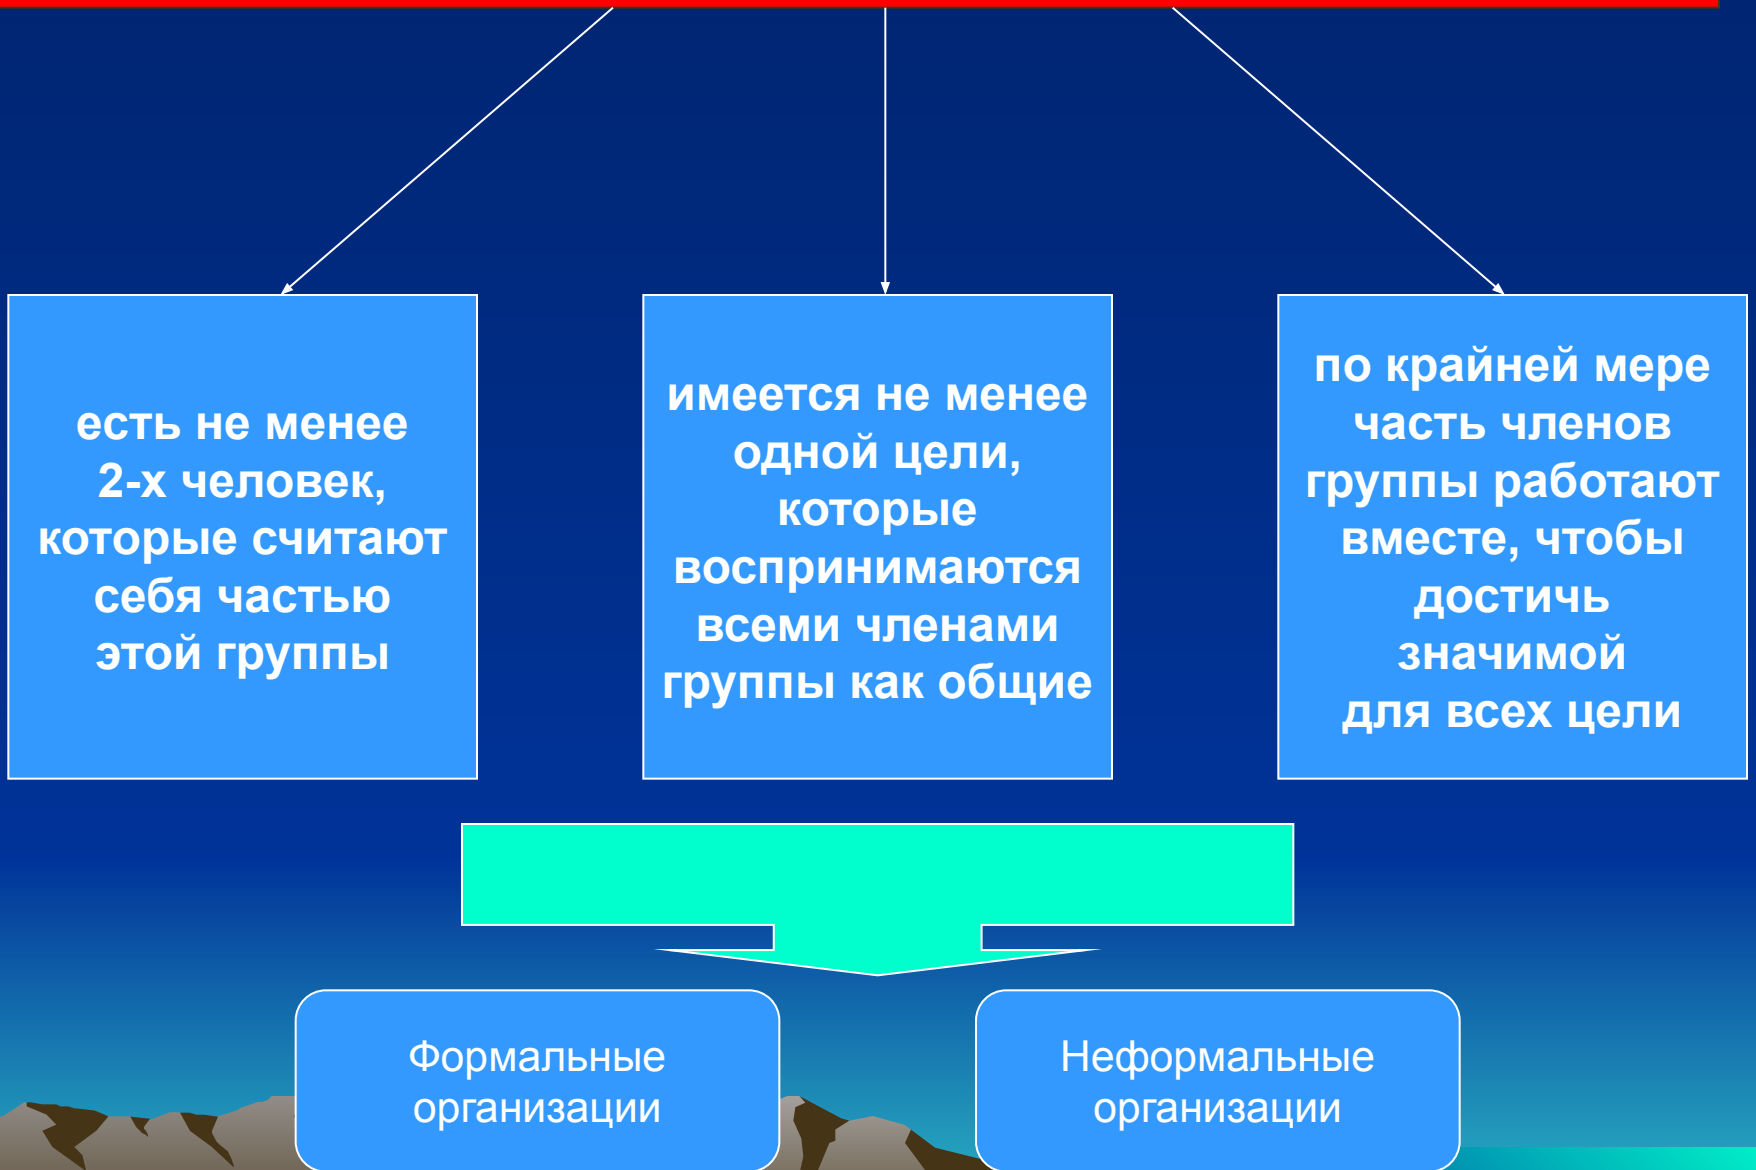 есть не менее
2-х человек,
которые считают
себя частью
этой группы
имеется не менее
одной цели,
которые
воспринимаются
всеми членами
группы как общие
по крайней мере
часть членов
группы работают
вместе, чтобы
достичь
значимой
для всех цели
Формальные
организации
Неформальные
организации